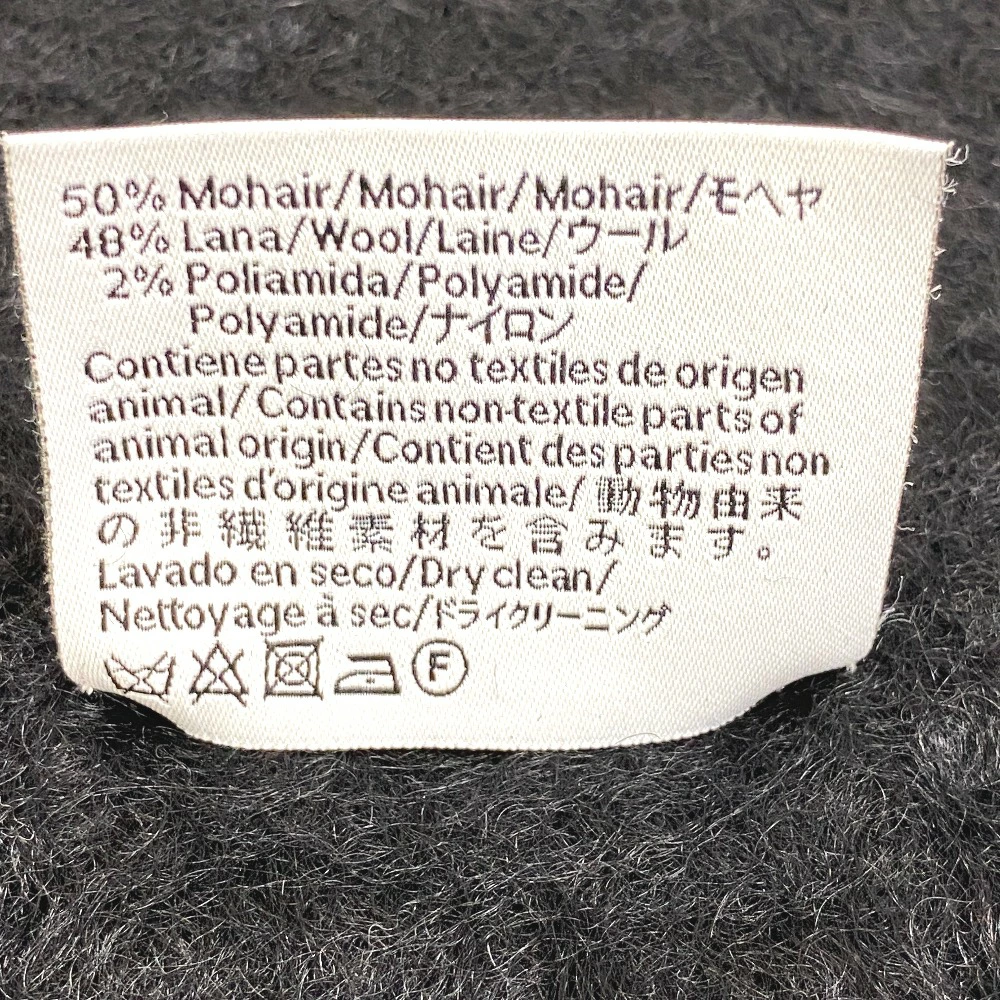 50% Mohair/Mohair/Mohair/モヘヤ
48% Lana/Wool/Laine/ウール
2% Poliamida/Polyamide/
Polyamide/ナイロン
Contiene partes no textiles de origen
animal/Contains non-textile parts of
animal origin/Contient des parties non
textiles d'origine animale/動物由来
の非繊維素材を含みます。
Lavado en seco/Dry clean/
Nettoyage à sec/ドライクリーニング
F